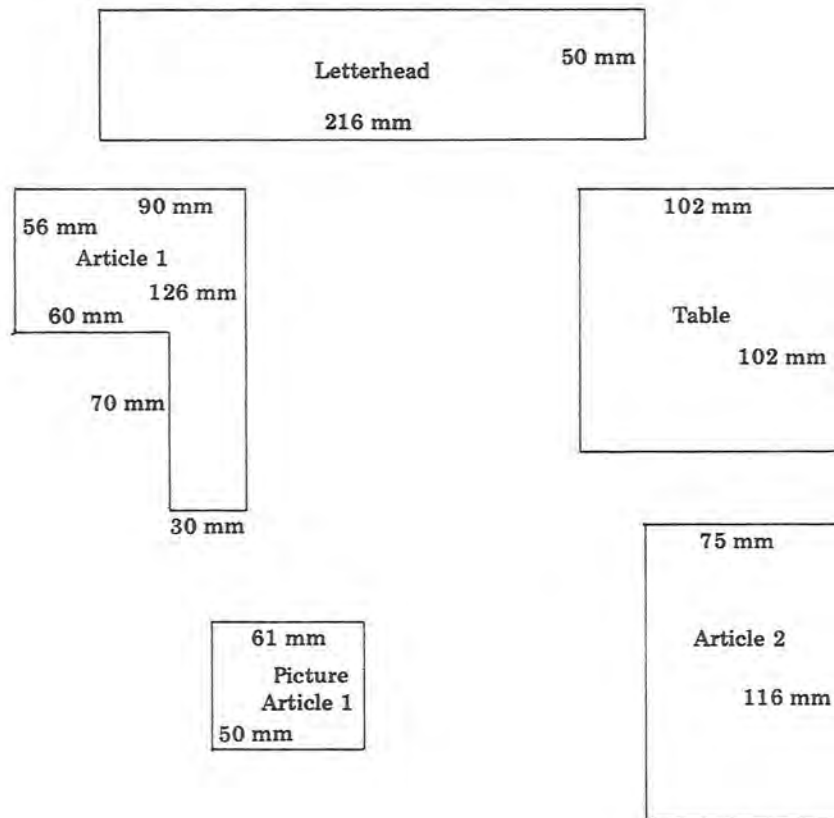 Letterhead
50 mm
216 mm
90 mm
56 mm
Article 1
126 mm
60 mm
70 mm
30 mm
102 mm
Table
102 mm
61 mm
Picture
Article 1
50 mm
75 mm
Article 2
116 mm